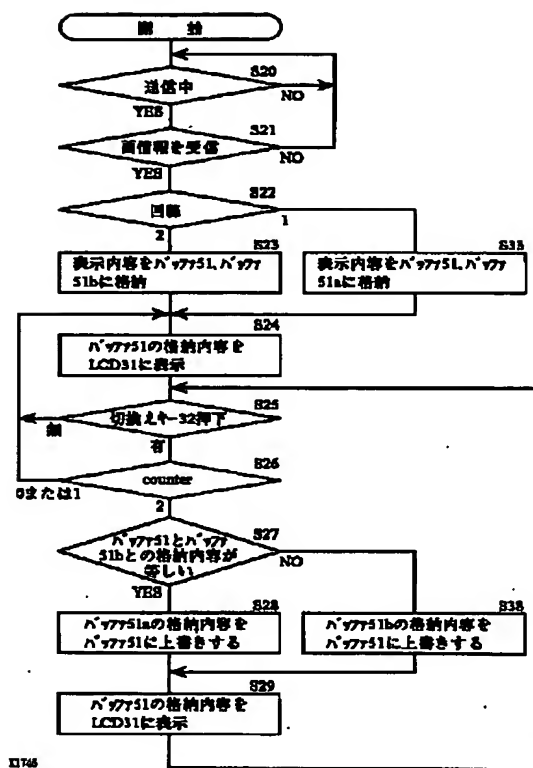 開始
S20
送信中
NO
YES
S21
画情報を受信
NO
YES
S22
回線
1
2
S23
表示内容をバッファ51、バッファ
51bに格納
S33
表示内容をバッファ51、バッファ
51aに格納
S24
バッファ51の格納内容を
LCD31に表示
S25
切換えキー32押下
無
有
S26
counter
0または1
2
S27
バッファ51とバッファ
51bとの格納内容が
等しい
NO
YES
S28
バッファ51aの格納内容を
バッファ51に上書きする
S38
バッファ51bの格納内容を
バッファ51に上書きする
S29
バッファ51の格納内容を
LCD31に表示